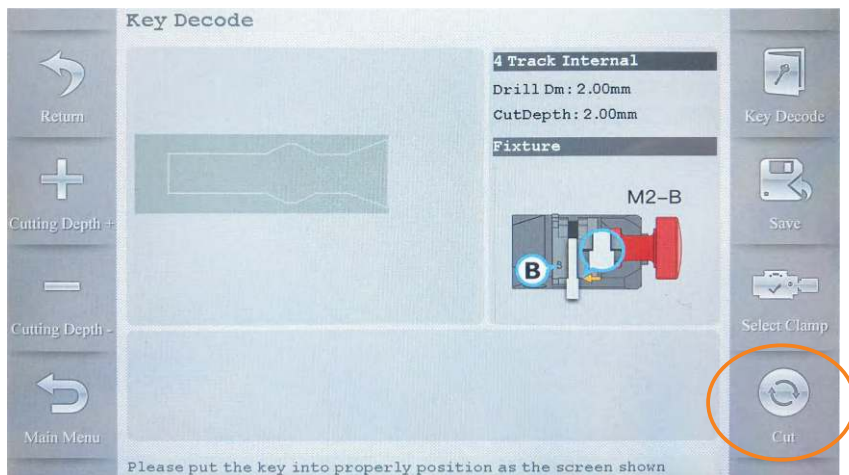 Key Decode
Return
Cutting Depth +
Cutting Depth -
Main Menu
4 Track Internal
Drill Dm: 2.00mm
CutDepth: 2.00mm
Fixture
M2-B
B
Key Decode
Save
Select Clamp
Cut
Please put the key into properly position as the screen shown